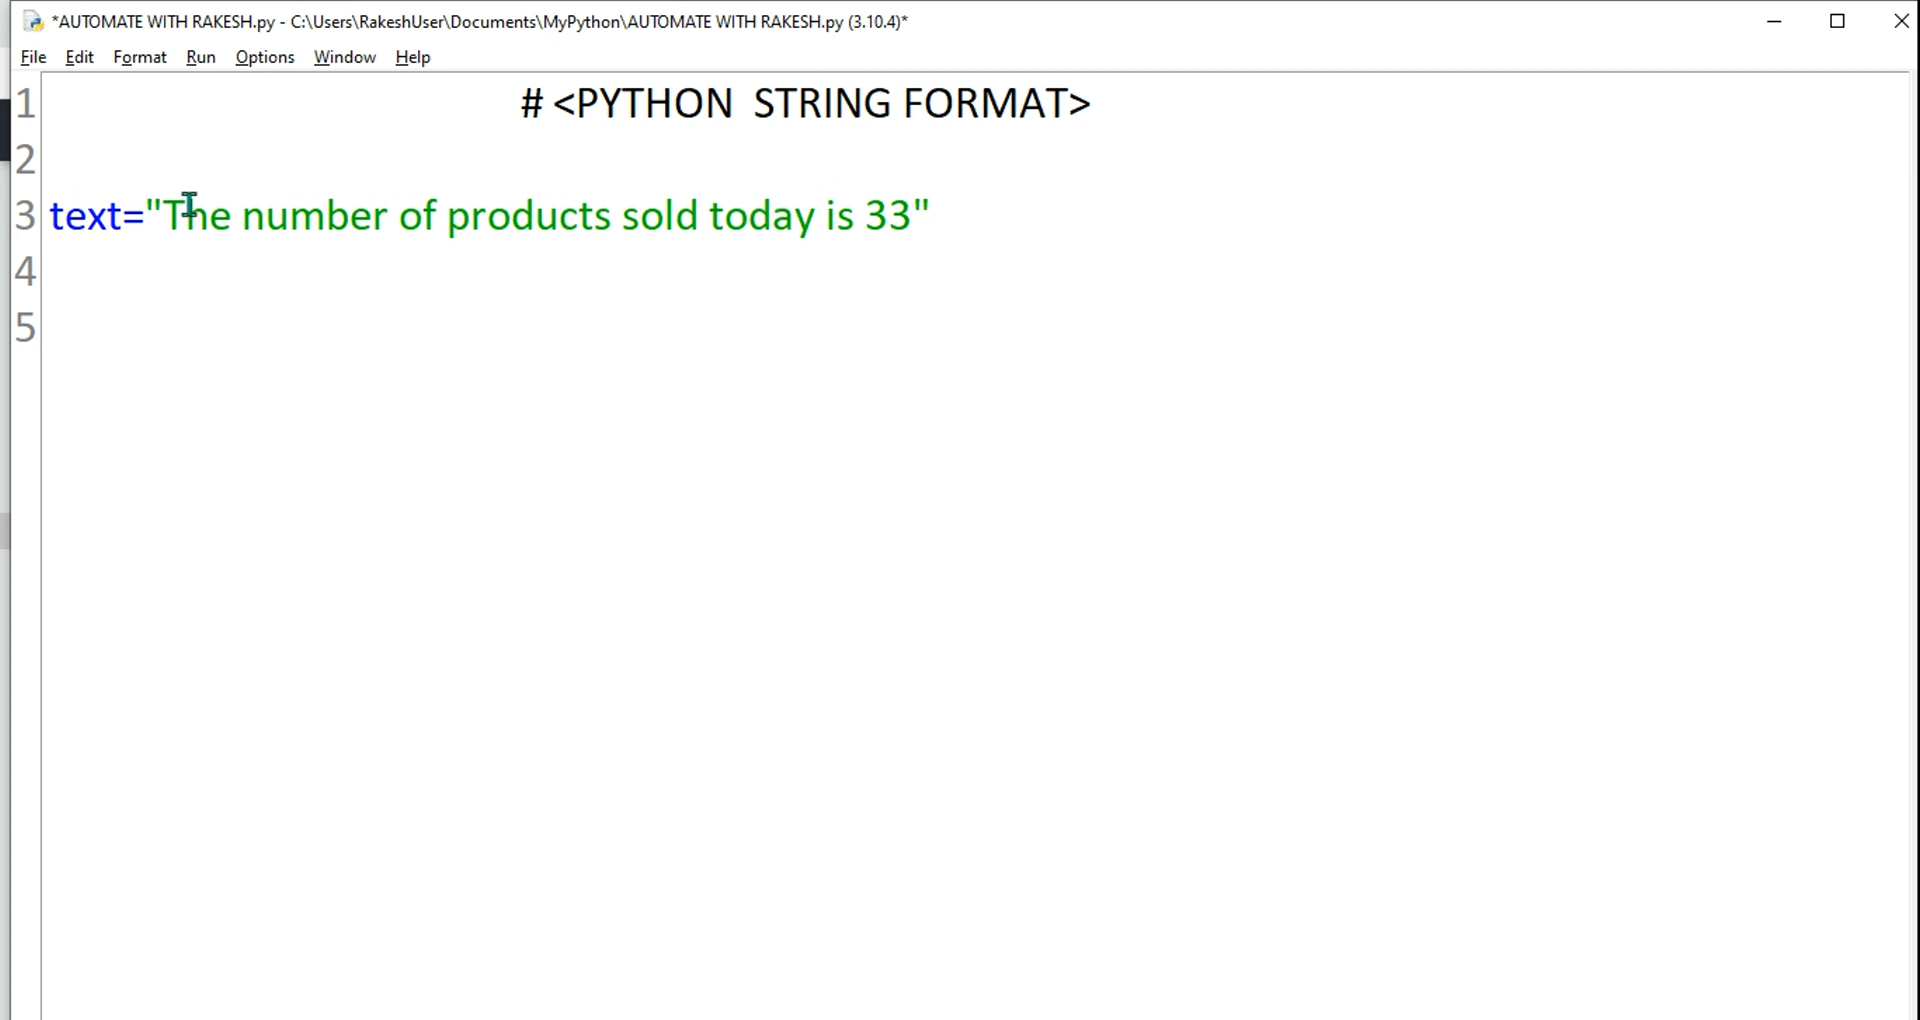 *AUTOMATE WITH RAKESH.py - C:\Users\RakeshUser\Documents\MyPython\AUTOMATE WITH RAKESH.py (3.10.4)*
File Edit Format Run Options Window Help
1 # <PYTHON  STRING FORMAT>
2
3 text="The number of products sold today is 33"
4
5